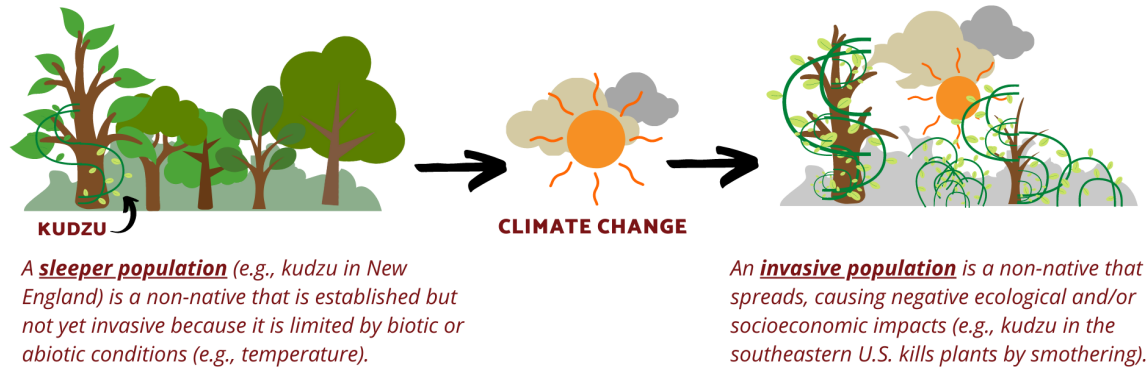 KUDZU
CLIMATE CHANGE
A sleeper population (e.g., kudzu in New
England) is a non-native that is established but
not yet invasive because it is limited by biotic or
abiotic conditions (e.g., temperature).
An invasive population is a non-native that
spreads, causing negative ecological and/or
socioeconomic impacts (e.g., kudzu in the
southeastern U.S. kills plants by smothering).